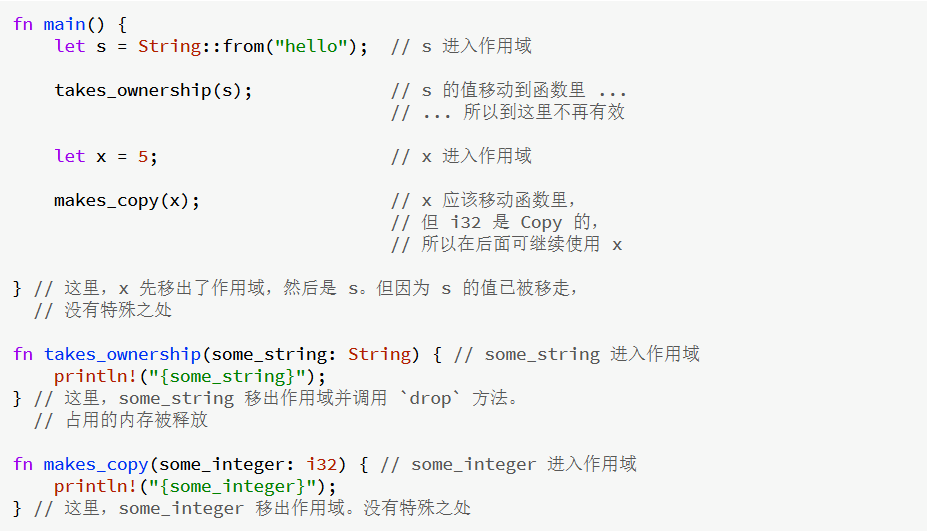 fn main() {
    let s = String::from("hello");  // s 进入作用域

    takes_ownership(s);             // s 的值移动到函数里 ...
                                    // ... 所以到这里不再有效

    let x = 5;                      // x 进入作用域

    makes_copy(x);                  // x 应该移动函数里，
                                    // 但 i32 是 Copy 的，
                                    // 所以在后面可继续使用 x

} // 这里，x 先移出了作用域，然后是 s。但因为 s 的值已被移走，
  // 没有特殊之处

fn takes_ownership(some_string: String) { // some_string 进入作用域
    println!("{some_string}");
} // 这里，some_string 移出作用域并调用 `drop` 方法。
  // 占用的内存被释放

fn makes_copy(some_integer: i32) { // some_integer 进入作用域
    println!("{some_integer}");
} // 这里，some_integer 移出作用域。没有特殊之处